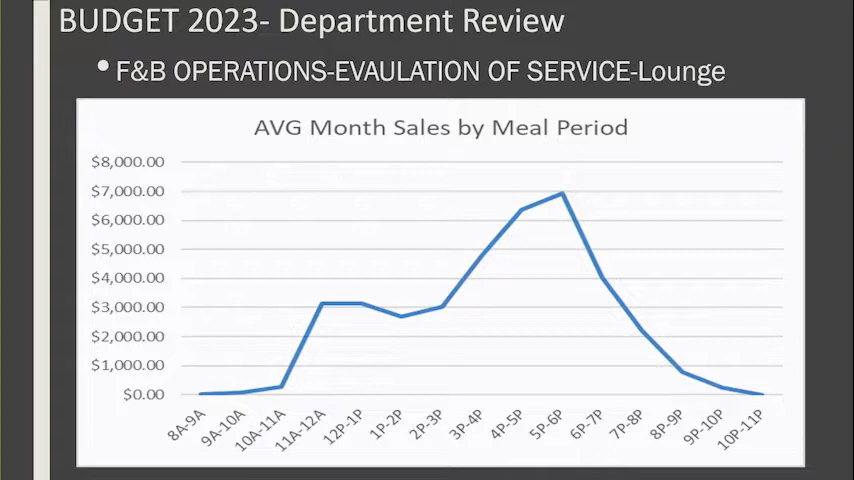 BUDGET 2023- Department Review
• F&B OPERATIONS-EVAULATION OF SERVICE-Lounge
AVG Month Sales by Meal Period
$8,000.00
$7,000.00
$6,000.00
$5,000.00
$4,000.00
$3,000.00
$2,000.00
$1,000.00
$0.00
8A-9A
9A-10A
10A-11A
11A-12A
12P-1P
1P-2P
2P-3P
3P-4P
4P-5P
5P-6P
6P-7P
7P-8P
8P-9P
9P-10P
10P-11P